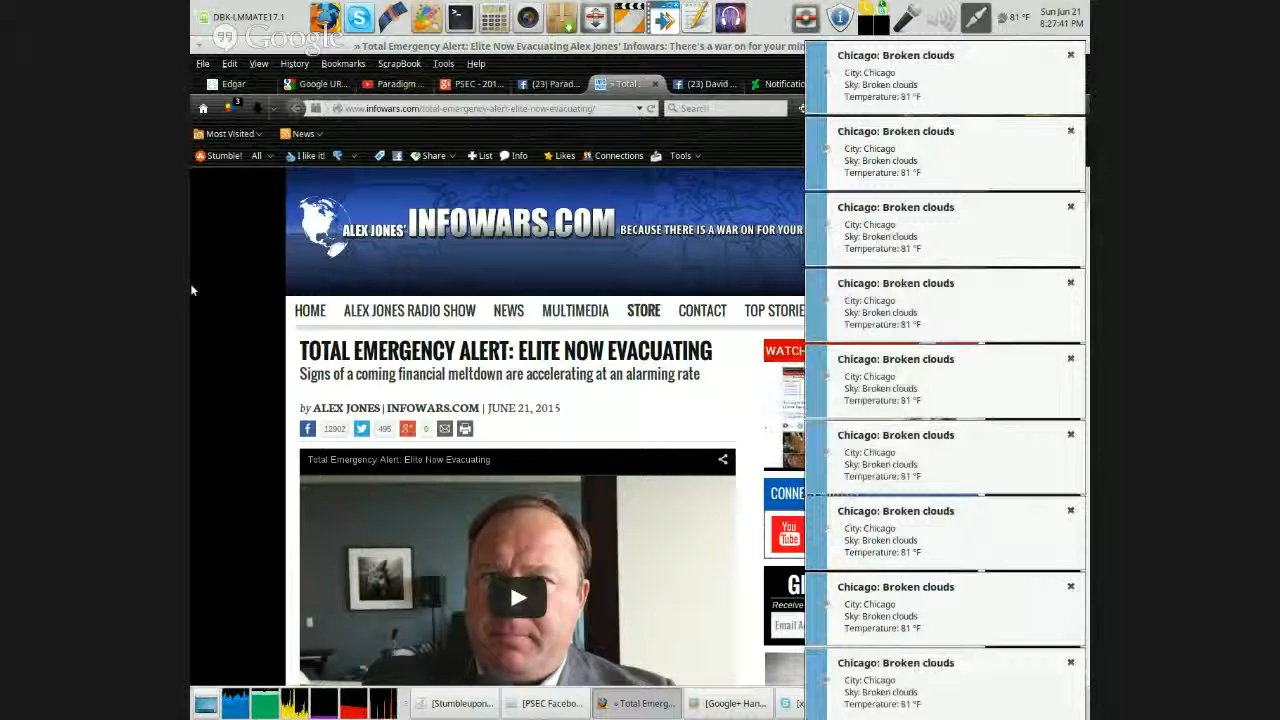 DBK-LMMATE17.1
81 °F
Sun Jun 21
8:27:41 PM
Google
» Total Emergency Alert: Elite Now Evacuating Alex Jones' Infowars: There's a war on for your min
File Edit View History Bookmarks ScrapBook Tools Help
Edgar
Google UR...
Paradigm ...
PSEC - 201...
(23) Parad...
» Total ...
(23) David ...
Notificatio
3
www.infowars.com/total-emergency-alert-elite-now-evacuating/
Search
Most Visited
News
Stumble! All I like it! Share List Info Likes Connections Tools
ALEX JONES' INFOWARS.COM BECAUSE THERE IS A WAR ON FOR YOUR
HOME ALEX JONES RADIO SHOW NEWS MULTIMEDIA STORE CONTACT TOP STORIE
TOTAL EMERGENCY ALERT: ELITE NOW EVACUATING
WATCH
Signs of a coming financial meltdown are accelerating at an alarming rate
by ALEX JONES | INFOWARS.COM | JUNE 21, 2015
12902 495 0
Total Emergency Alert: Elite Now Evacuating
CONNE
You
Tube
Receive
Email A
Chicago: Broken clouds
City: Chicago
Sky: Broken clouds
Temperature: 81 °F
Chicago: Broken clouds
City: Chicago
Sky: Broken clouds
Temperature: 81 °F
Chicago: Broken clouds
City: Chicago
Sky: Broken clouds
Temperature: 81 °F
Chicago: Broken clouds
City: Chicago
Sky: Broken clouds
Temperature: 81 °F
Chicago: Broken clouds
City: Chicago
Sky: Broken clouds
Temperature: 81 °F
Chicago: Broken clouds
City: Chicago
Sky: Broken clouds
Temperature: 81 °F
Chicago: Broken clouds
City: Chicago
Sky: Broken clouds
Temperature: 81 °F
Chicago: Broken clouds
City: Chicago
Sky: Broken clouds
Temperature: 81 °F
Chicago: Broken clouds
City: Chicago
Sky: Broken clouds
Temperature: 81 °F
[Stumbleupon...
[PSEC Facebo...
» Total Emerg...
[Google+ Han...